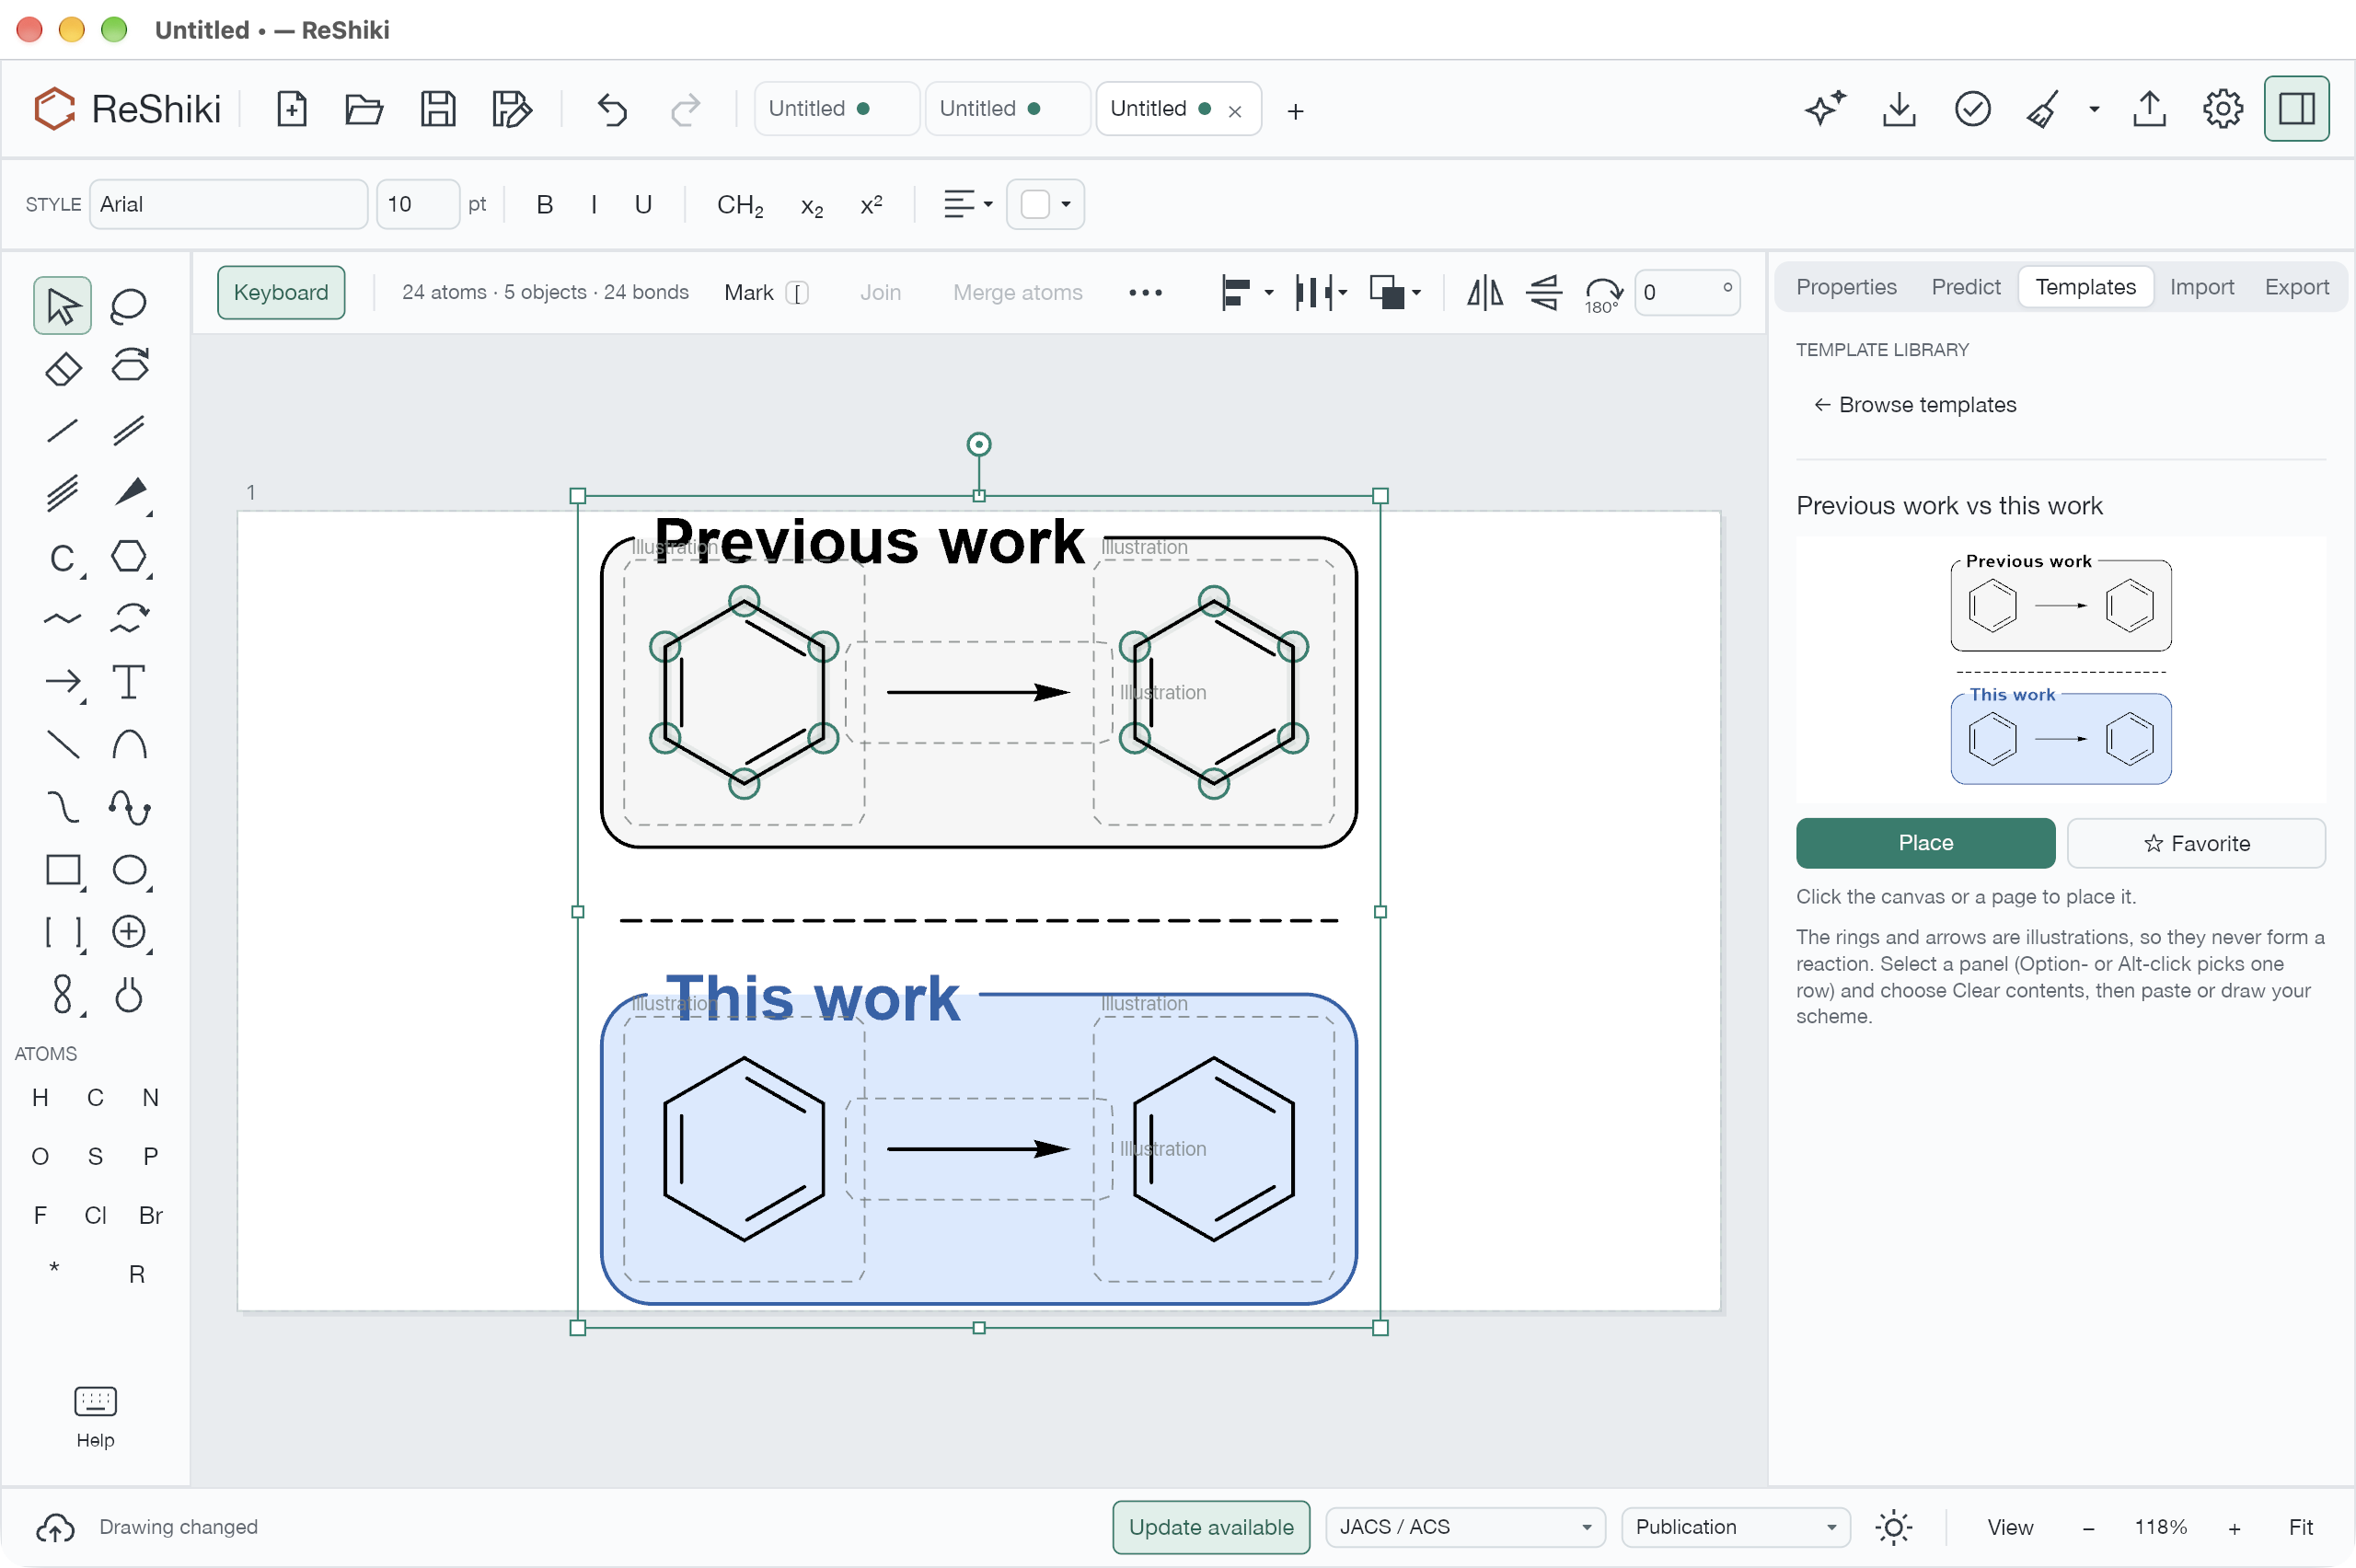 Untitled • — ReShiki
ReShiki
Untitled
Untitled
Untitled
STYLE
Arial
10
pt
B
I
U
CH₂
x₂
x²
Keyboard
24 atoms · 5 objects · 24 bonds
Mark [
Join
Merge atoms
180°
0
°
Properties
Predict
Templates
Import
Export
TEMPLATE LIBRARY
← Browse templates
Previous work vs this work
Previous work
This work
Place
☆ Favorite
Click the canvas or a page to place it.
The rings and arrows are illustrations, so they never form a
reaction. Select a panel (Option- or Alt-click picks one
row) and choose Clear contents, then paste or draw your
scheme.
1
Previous work
Illustration
Illustration
Illustration
This work
Illustration
Illustration
Illustration
C
T
[ ]
ATOMS
H C N
O S P
F Cl Br
* R
Help
Drawing changed
Update available
JACS / ACS
Publication
View
– 118% +
Fit